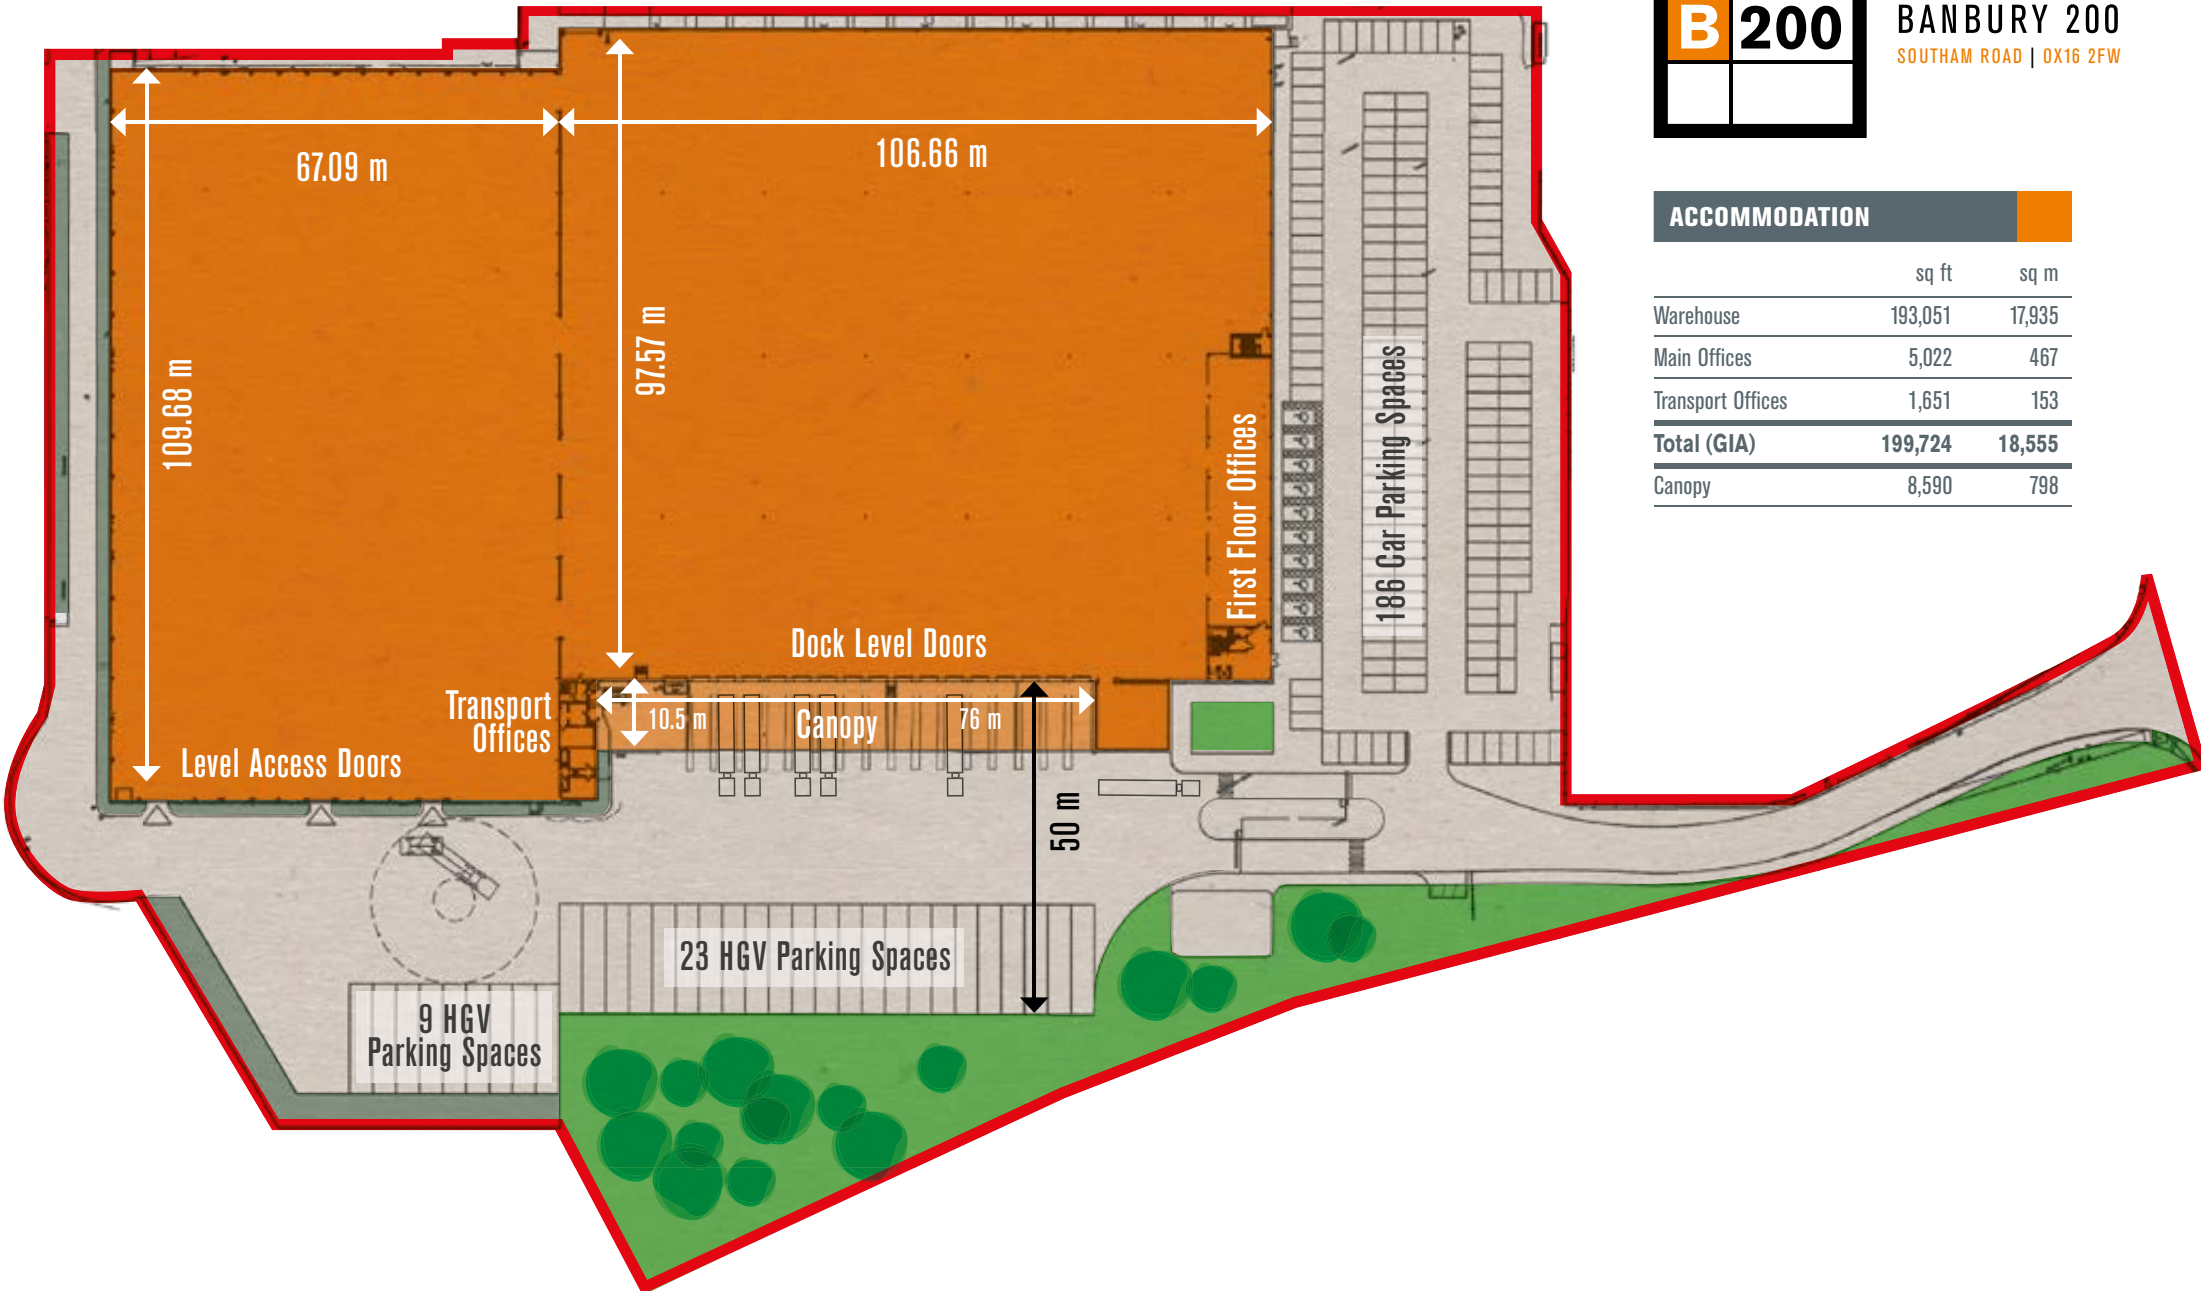 B 200
BANBURY 200
SOUTHAM ROAD | OX16 2FW
ACCOMMODATION
sq ft sq m
Warehouse 193,051 17,935
Main Offices 5,022 467
Transport Offices 1,651 153
Total (GIA) 199,724 18,555
Canopy 8,590 798
67.09 m
106.66 m
109.68 m
97.57 m
First Floor Offices
186 Car Parking Spaces
Dock Level Doors
Transport
Offices
10.5 m
Canopy
76 m
Level Access Doors
50 m
23 HGV Parking Spaces
9 HGV
Parking Spaces